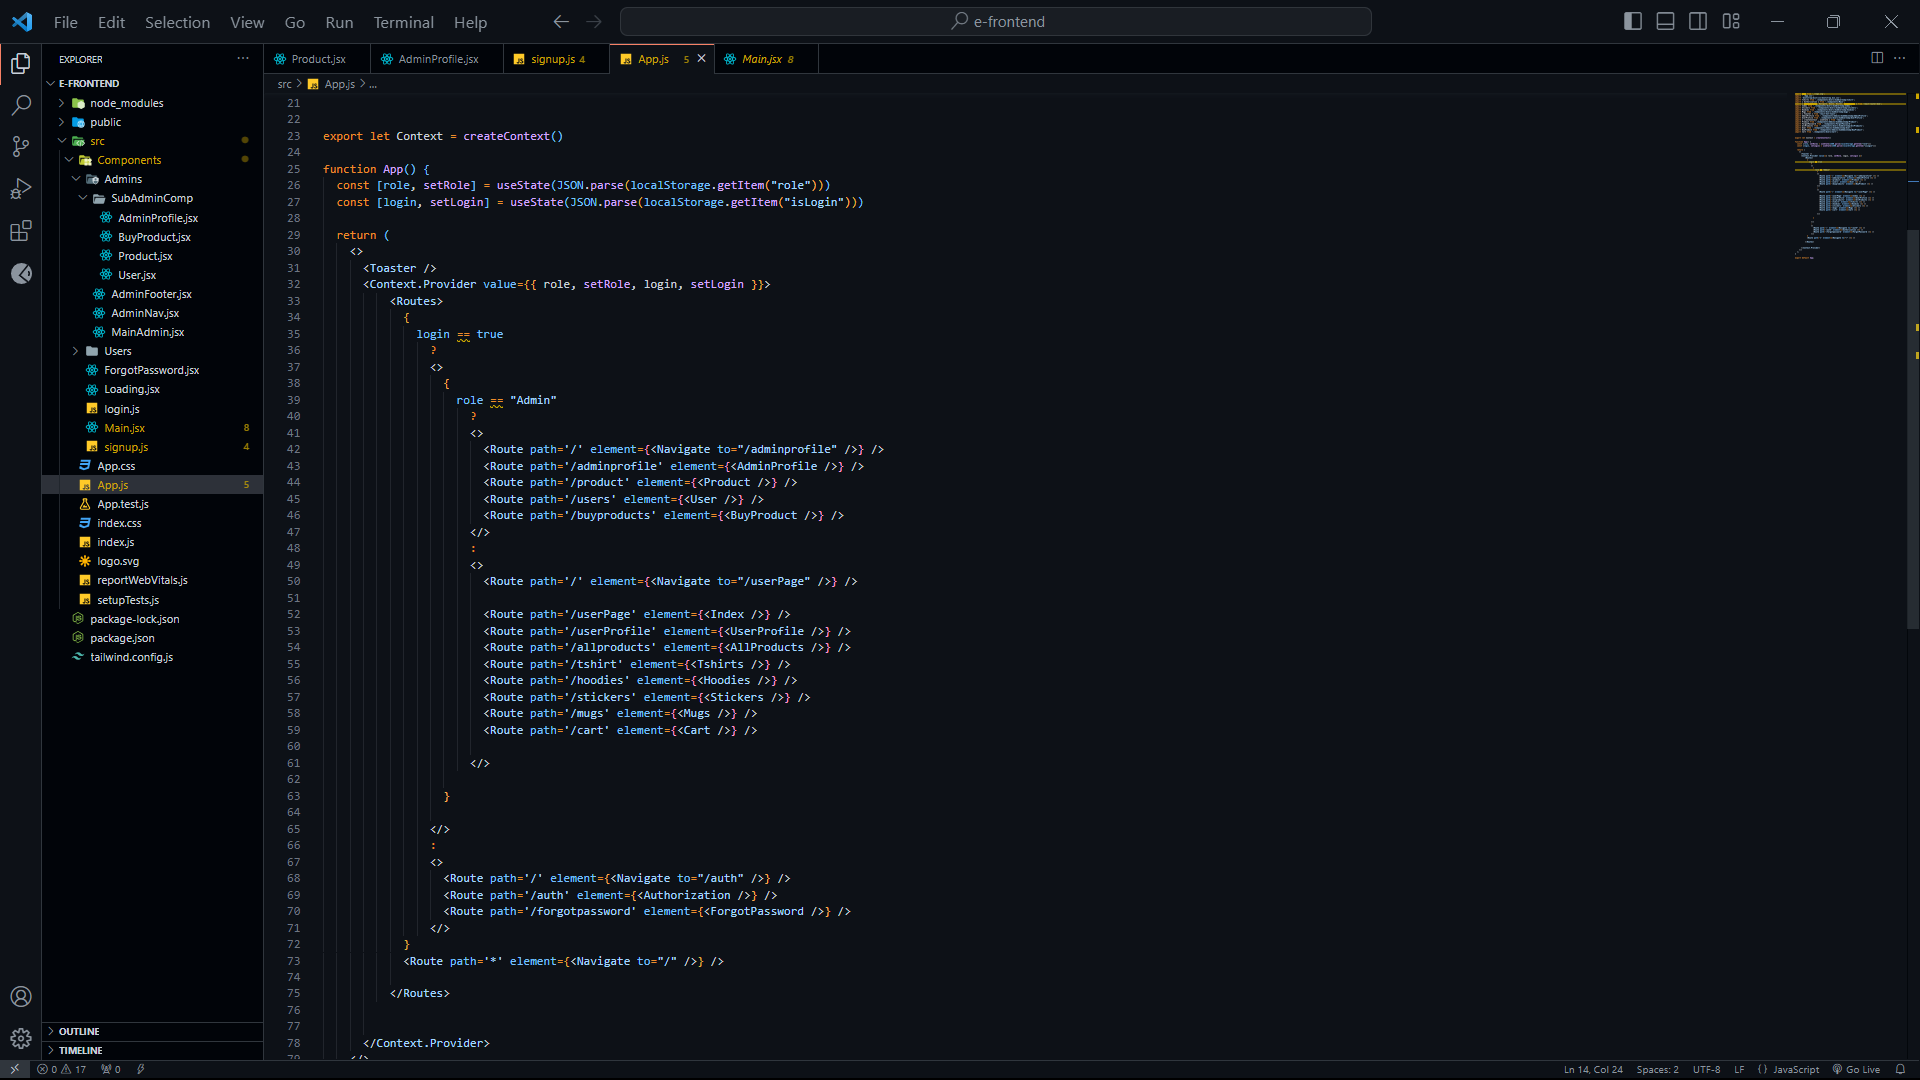 File Edit Selection View Go Run Terminal Help
e-frontend
EXPLORER
E-FRONTEND
node_modules
public
src
Components
Admins
SubAdminComp
AdminProfile.jsx
BuyProduct.jsx
Product.jsx
User.jsx
AdminFooter.jsx
AdminNav.jsx
MainAdmin.jsx
Users
ForgotPassword.jsx
Loading.jsx
login.js
Main.jsx 8
signup.js 4
App.css
App.js 5
App.test.js
index.css
index.js
logo.svg
reportWebVitals.js
setupTests.js
package-lock.json
package.json
tailwind.config.js
OUTLINE
TIMELINE
Product.jsx AdminProfile.jsx signup.js 4 App.js 5 Main.jsx 8
src > App.js > ...
21
22
23 export let Context = createContext()
24
25 function App() {
26 const [role, setRole] = useState(JSON.parse(localStorage.getItem("role")))
27 const [login, setLogin] = useState(JSON.parse(localStorage.getItem("isLogin")))
28
29 return (
30 <>
31 <Toaster />
32 <Context.Provider value={{ role, setRole, login, setLogin }}>
33 <Routes>
34 {
35 login == true
36 ?
37 <>
38 {
39 role == "Admin"
40 ?
41 <>
42 <Route path='/' element={<Navigate to="/adminprofile" />} />
43 <Route path='/adminprofile' element={<AdminProfile />} />
44 <Route path='/product' element={<Product />} />
45 <Route path='/users' element={<User />} />
46 <Route path='/buyproducts' element={<BuyProduct />} />
47 </>
48 :
49 <>
50 <Route path='/' element={<Navigate to="/userPage" />} />
51
52 <Route path='/userPage' element={<Index />} />
53 <Route path='/userProfile' element={<UserProfile />} />
54 <Route path='/allproducts' element={<AllProducts />} />
55 <Route path='/tshirt' element={<Tshirts />} />
56 <Route path='/hoodies' element={<Hoodies />} />
57 <Route path='/stickers' element={<Stickers />} />
58 <Route path='/mugs' element={<Mugs />} />
59 <Route path='/cart' element={<Cart />} />
60
61 </>
62
63 }
64
65 </>
66 :
67 <>
68 <Route path='/' element={<Navigate to="/auth" />} />
69 <Route path='/auth' element={<Authorization />} />
70 <Route path='/forgotpassword' element={<ForgotPassword />} />
71 </>
72 }
73 <Route path='*' element={<Navigate to="/" />} />
74
75 </Routes>
76
77
78 </Context.Provider>
79 </>
0 17 0
Ln 14, Col 24 Spaces: 2 UTF-8 LF { } JavaScript Go Live